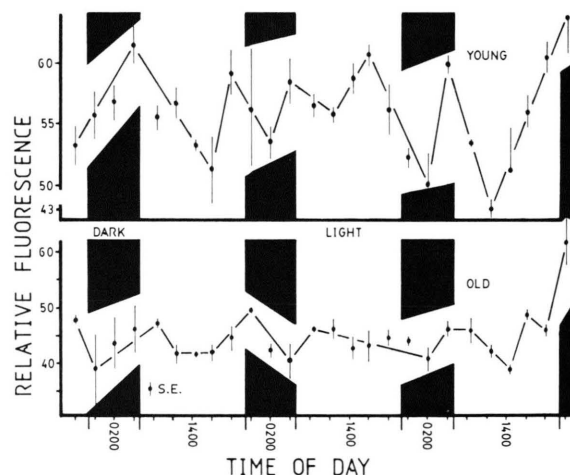 RELATIVE FLUORESCENCE
60
50
43
YOUNG
DARK
LIGHT
60
50
40
OLD
S.E.
0200
1400
0200
1400
0200
1400
TIME OF DAY